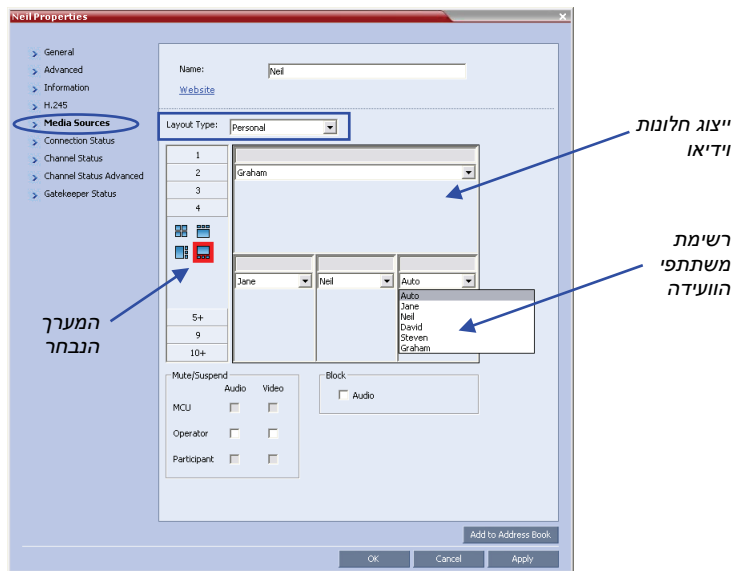 Neil Properties
General
Advanced
Information
H.245
Media Sources
Connection Status
Channel Status
Channel Status Advanced
Gatekeeper Status
Name:
Neil
Website
Layout Type:
Personal
1
2
3
4
5+
9
10+
Graham
Jane
Neil
Auto
Auto
Jane
Neil
David
Steven
Graham
Mute/Suspend
Audio
Video
MCU
Operator
Participant
Block
Audio
Add to Address Book
OK
Cancel
Apply
ייצוג חלונות
וידיאו
רשימת
משתתפי
הוועידה
המערך
הנבחר